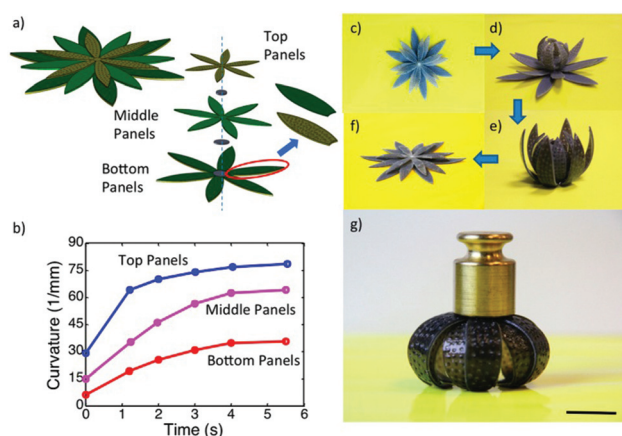 a)
Top
Panels
Middle
Panels
Bottom
Panels
b)
Curvature (1/mm)
90
75
60
45
30
15
0
Top Panels
Middle Panels
Bottom Panels
0
1
2
3
4
5
6
Time (s)
c)
d)
f)
e)
g)